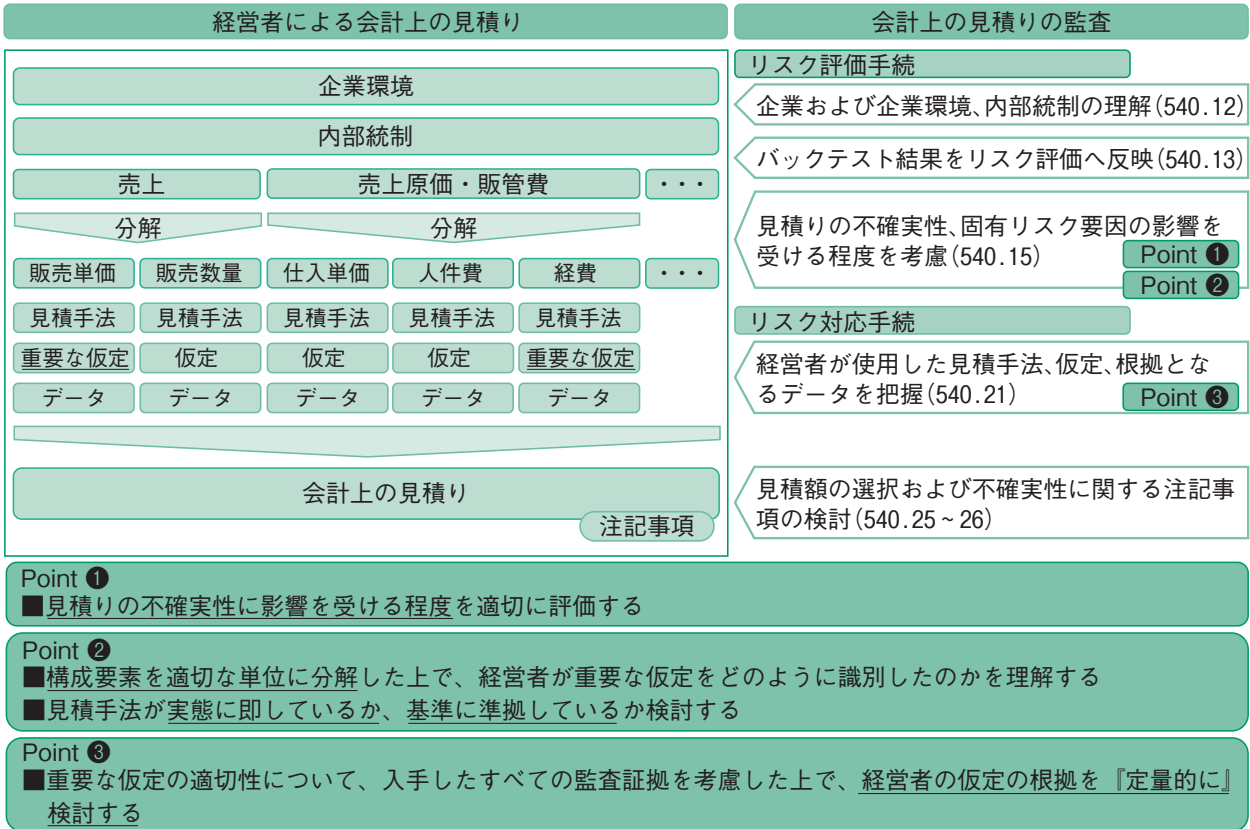 経営者による会計上の見積り
会計上の見積りの監査
企業環境
内部統制
売上
売上原価・販管費
・・・
分解
分解
販売単価
販売数量
仕入単価
人件費
経費
・・・
見積手法
見積手法
見積手法
見積手法
見積手法
重要な仮定
仮定
仮定
仮定
重要な仮定
データ
データ
データ
データ
データ
会計上の見積り
注記事項
リスク評価手続
企業および企業環境、内部統制の理解(540.12)
バックテスト結果をリスク評価へ反映(540.13)
見積りの不確実性、固有リスク要因の影響を
受ける程度を考慮(540.15)
Point ❶
Point ❷
リスク対応手続
経営者が使用した見積手法、仮定、根拠とな
るデータを把握(540.21)
Point ❸
見積額の選択および不確実性に関する注記事
項の検討(540.25~26)
Point ❶
■見積りの不確実性に影響を受ける程度を適切に評価する
Point ❷
■構成要素を適切な単位に分解した上で、経営者が重要な仮定をどのように識別したのかを理解する
■見積手法が実態に即しているか、基準に準拠しているか検討する
Point ❸
■重要な仮定の適切性について、入手したすべての監査証拠を考慮した上で、経営者の仮定の根拠を『定量的に』
検討する